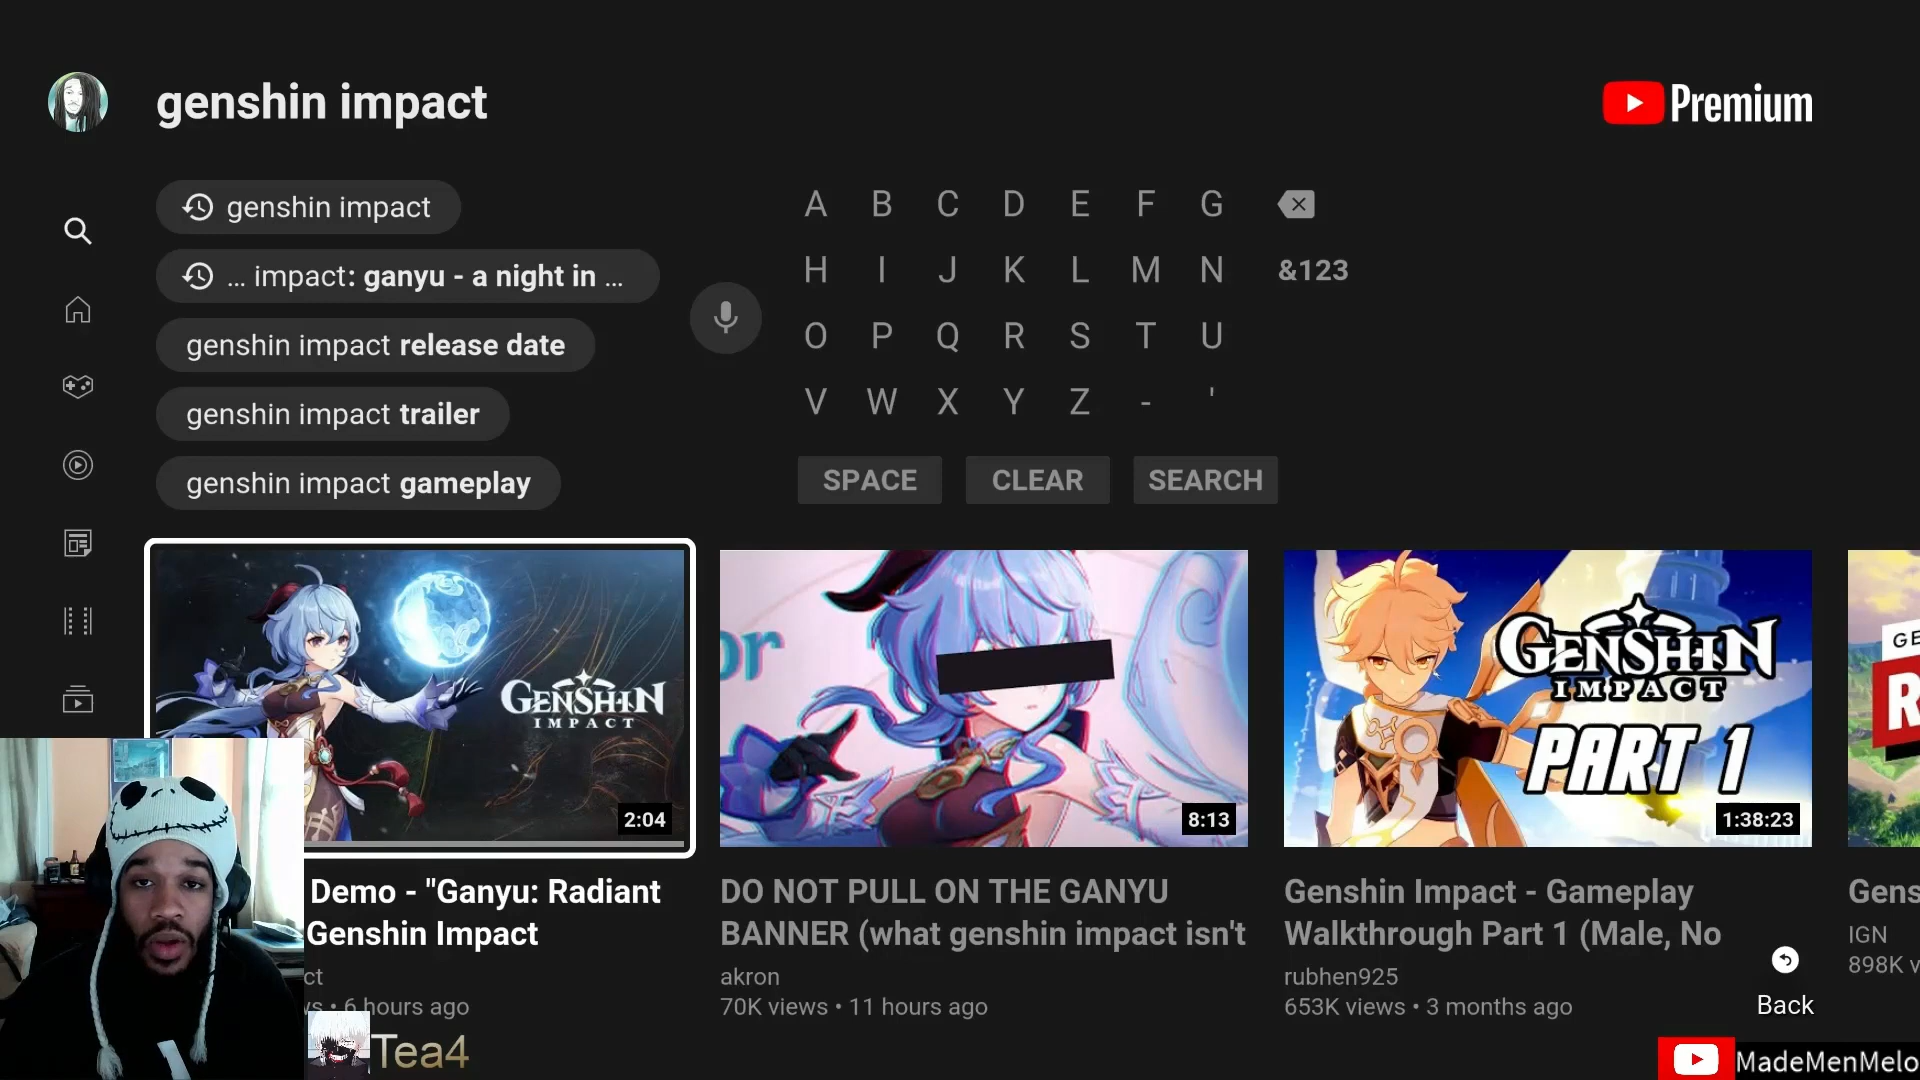 genshin impact
Premium
genshin impact
... impact: ganyu - a night in ...
genshin impact release date
genshin impact trailer
genshin impact gameplay
A B C D E F G
H I J K L M N &123
O P Q R S T U
V W X Y Z - '
SPACE CLEAR SEARCH
GENSHIN
IMPACT
2:04
or
8:13
GENSHIN
IMPACT
PART 1
1:38:23
GE
R
Demo - "Ganyu: Radiant
Genshin Impact
ct
vs • 6 hours ago
DO NOT PULL ON THE GANYU
BANNER (what genshin impact isn't
akron
70K views • 11 hours ago
Genshin Impact - Gameplay
Walkthrough Part 1 (Male, No
rubhen925
653K views • 3 months ago
Gens
IGN
898K v
Back
Tea4
MadeMenMelo